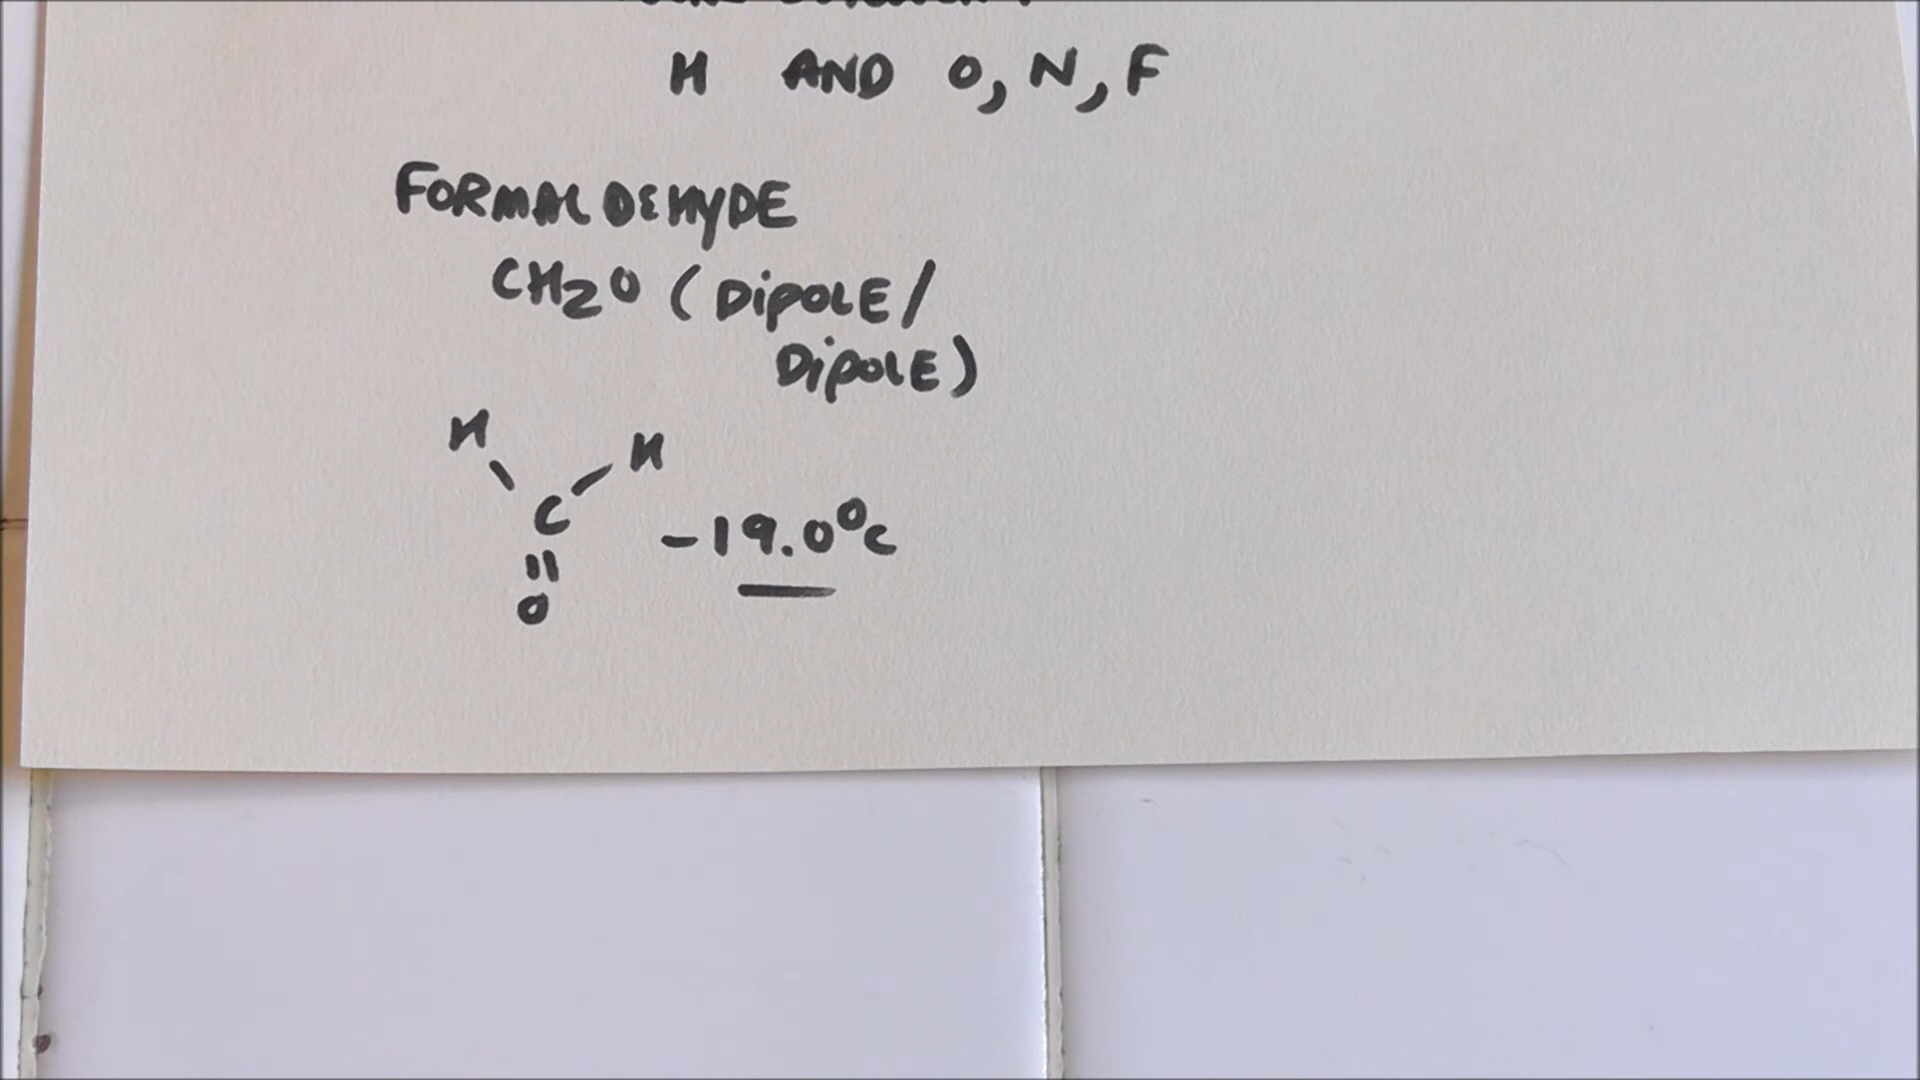 H AND O, N, F
FORMALDEHYDE
CH2O (DiPOLE/
DiPOLE)
H
H
C
-19.0°C
O